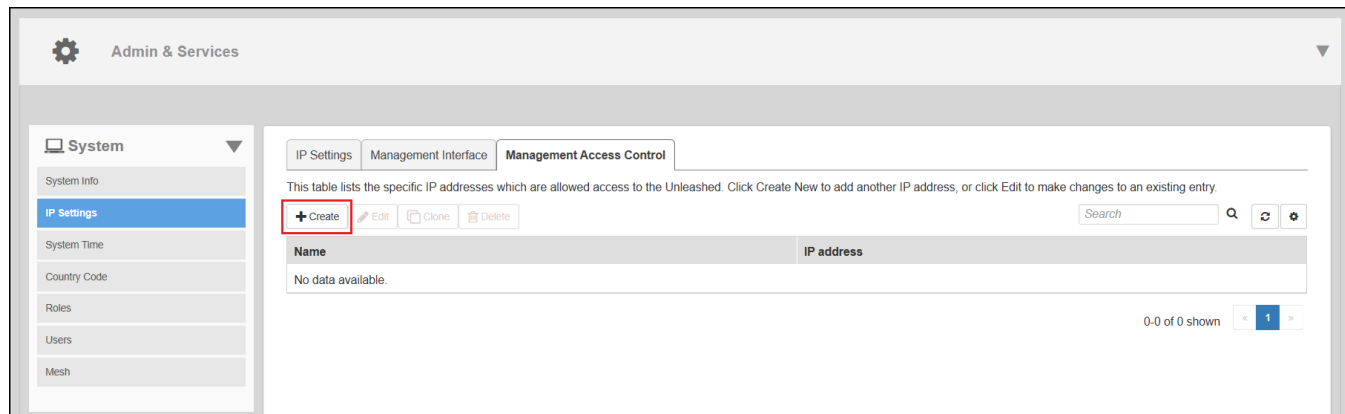 Admin & Services
System
System Info
IP Settings
System Time
Country Code
Roles
Users
Mesh
IP Settings
Management Interface
Management Access Control
This table lists the specific IP addresses which are allowed access to the Unleashed. Click Create New to add another IP address, or click Edit to make changes to an existing entry.
Create Edit Clone Delete Search
Name IP address
No data available.
0-0 of 0 shown « 1 »